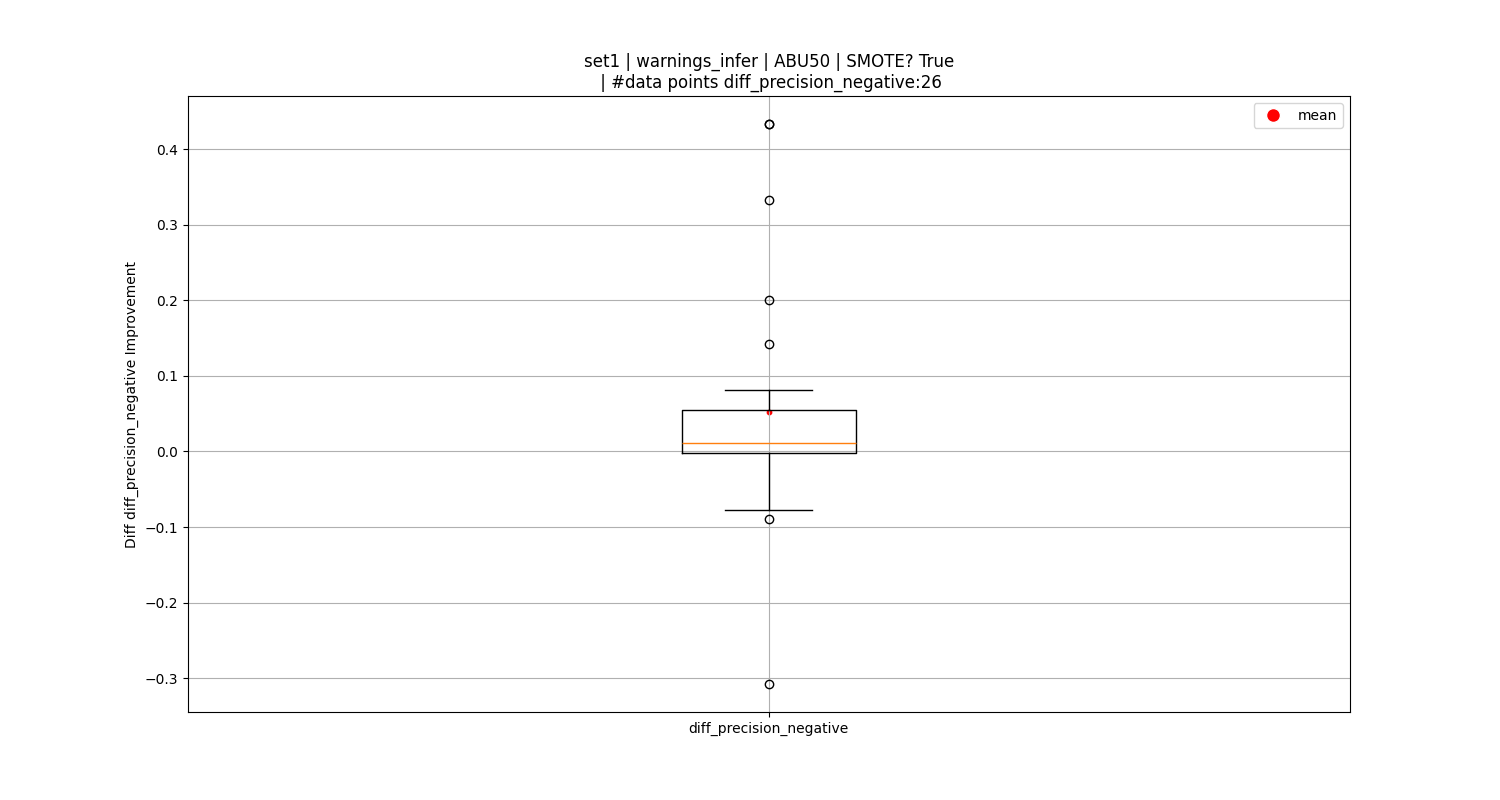 set1 | warnings_infer | ABU50 | SMOTE? True
| #data points diff_precision_negative:26
mean
0.4
0.3
0.2
0.1
0.0
−0.1
−0.2
−0.3
Diff diff_precision_negative Improvement
diff_precision_negative